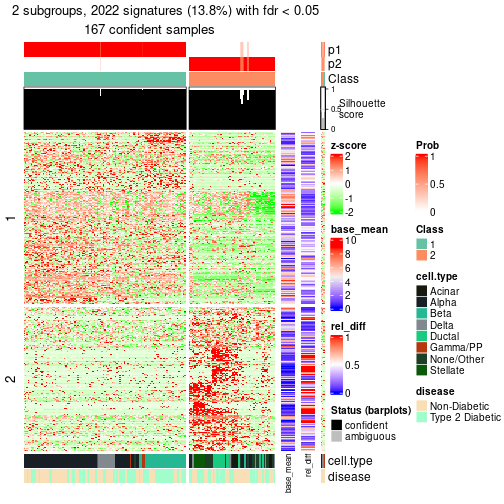 2 subgroups, 2022 signatures (13.8%) with fdr < 0.05
167 confident samples
p1
p2
Class
1
0.5
0
Silhouette
score
1
2
base_mean
rel_diff
cell.type
disease
z-score
2
1
0
-1
-2
base_mean
10
8
6
4
2
0
rel_diff
1
0.5
0
Status (barplots)
confident
ambiguous
Prob
1
0.5
0
Class
1
2
cell.type
Acinar
Alpha
Beta
Delta
Ductal
Gamma/PP
None/Other
Stellate
disease
Non-Diabetic
Type 2 Diabetic